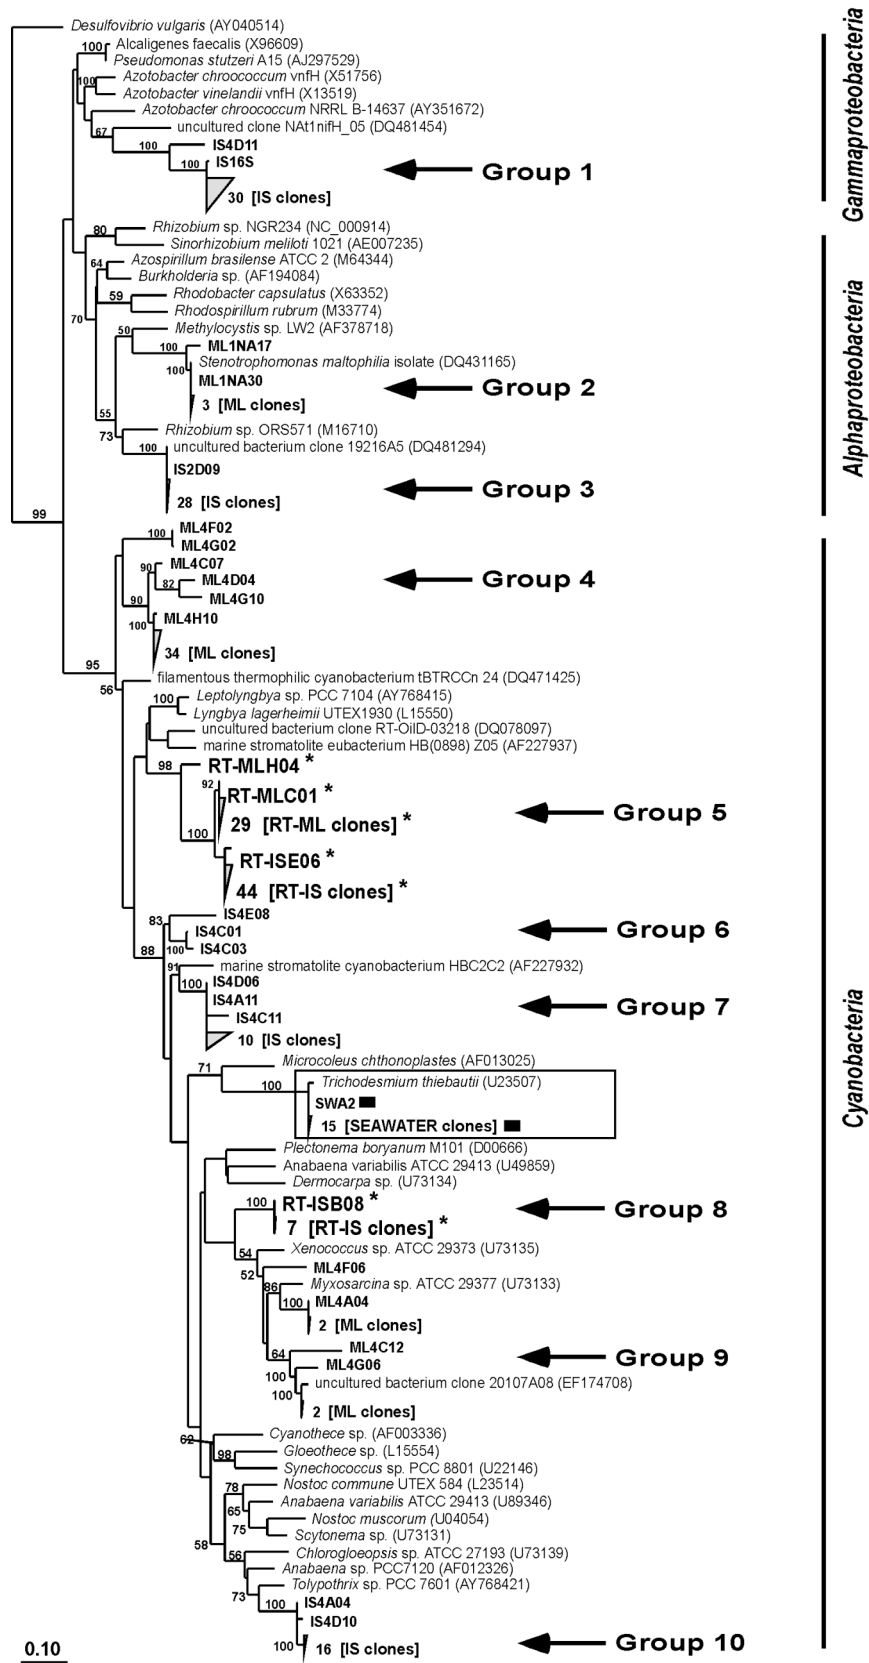 Desulfovibrio vulgaris (AY040514)
100 Alcaligenes faecalis (X96609)
Pseudomonas stutzeri A15 (AJ297529)
100 Azotobacter chroococcum vnfH (X51756)
Azotobacter vinelandii vnfH (X13519)
Azotobacter chroococcum NRRL B-14637 (AY351672)
67 uncultured clone NAt1nifH_05 (DQ481454)
100 IS4D11
100 IS16S
Group 1
30 [IS clones]
Gammaproteobacteria
80 Rhizobium sp. NGR234 (NC_000914)
Sinorhizobium meliloti 1021 (AE007235)
64 Azospirillum brasilense ATCC 2 (M64344)
Burkholderia sp. (AF194084)
59 Rhodobacter capsulatus (X63352)
Rhodospirillum rubrum (M33774)
70
50 Methylocystis sp. LW2 (AF378718)
100 ML1NA17
Stenotrophomonas maltophilia isolate (DQ431165)
100
ML1NA30
Group 2
3 [ML clones]
55
Rhizobium sp. ORS571 (M16710)
73
100 uncultured bacterium clone 19216A5 (DQ481294)
IS2D09
Group 3
28 [IS clones]
Alphaproteobacteria
99
ML4F02
100
ML4G02
90 ML4C07
82 ML4D04
Group 4
90 ML4G10
100 ML4H10
34 [ML clones]
95
56
filamentous thermophilic cyanobacterium tBTRCCn 24 (DQ471425)
100 Leptolyngbya sp. PCC 7104 (AY768415)
Lyngbya lagerheimii UTEX1930 (L15550)
uncultured bacterium clone RT-OilD-03218 (DQ078097)
marine stromatolite eubacterium HB(0898) Z05 (AF227937)
98 RT-MLH04 *
92
RT-MLC01 *
Group 5
29 [RT-ML clones] *
100
RT-ISE06 *
44 [RT-IS clones] *
83 IS4E08
IS4C01
Group 6
100 IS4C03
88
91 marine stromatolite cyanobacterium HBC2C2 (AF227932)
100 IS4D06
IS4A11
Group 7
IS4C11
10 [IS clones]
71 Microcoleus chthonoplastes (AF013025)
100 Trichodesmium thiebautii (U23507)
SWA2
15 [SEAWATER clones]
Cyanobacteria
Plectonema boryanum M101 (D00666)
Anabaena variabilis ATCC 29413 (U49859)
Dermocarpa sp. (U73134)
100 RT-ISB08 *
Group 8
7 [RT-IS clones] *
54 Xenococcus sp. ATCC 29373 (U73135)
52 ML4F06
86 Myxosarcina sp. ATCC 29377 (U73133)
100 ML4A04
2 [ML clones]
64 ML4C12
Group 9
ML4G06
100
uncultured bacterium clone 20107A08 (EF174708)
100
2 [ML clones]
62
Cyanothece sp. (AF003336)
98 Gloeothece sp. (L15554)
Synechococcus sp. PCC 8801 (U22146)
78 Nostoc commune UTEX 584 (L23514)
Anabaena variabilis ATCC 29413 (U89346)
65
Nostoc muscorum (U04054)
75
Scytonema sp. (U73131)
58
56 Chlorogloeopsis sp. ATCC 27193 (U73139)
Anabaena sp. PCC7120 (AF012326)
Tolypothrix sp. PCC 7601 (AY768421)
73
100 IS4A04
IS4D10
100 16 [IS clones]
Group 10
0.10